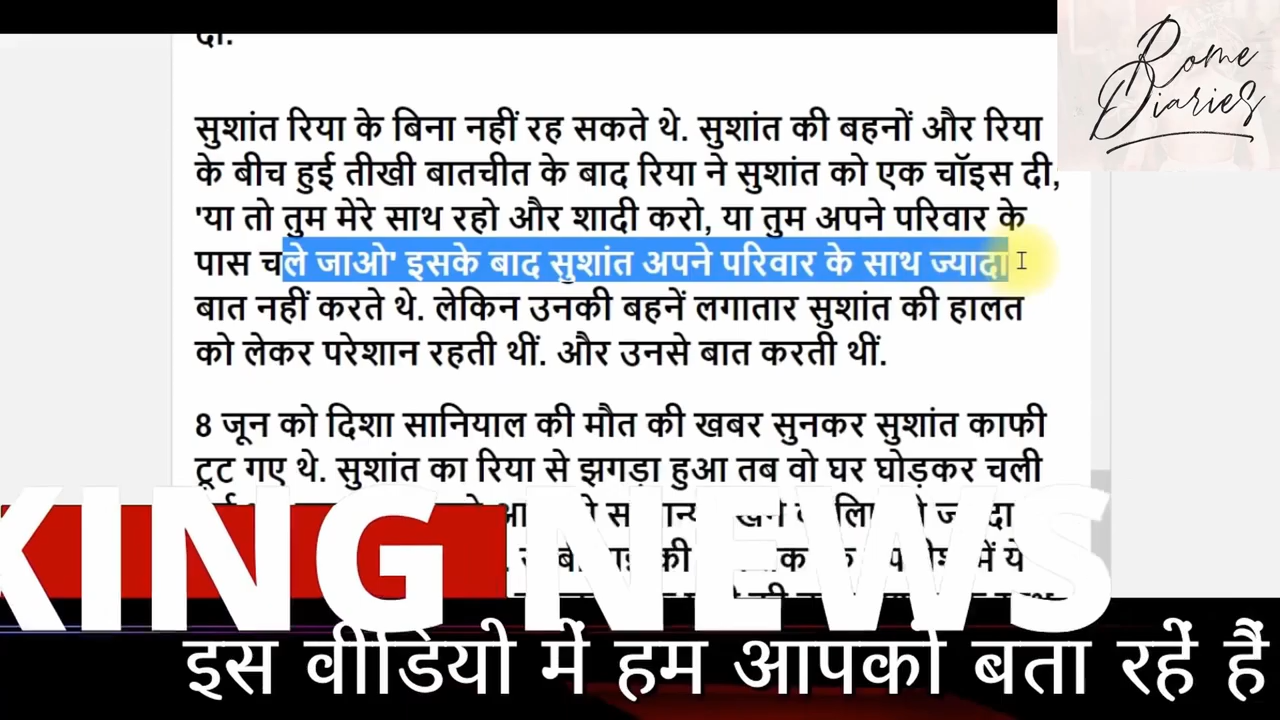 दी.
Rome
Diaries
सुशांत रिया के बिना नहीं रह सकते थे. सुशांत की बहनों और रिया
के बीच हुई तीखी बातचीत के बाद रिया ने सुशांत को एक चॉइस दी,
'या तो तुम मेरे साथ रहो और शादी करो, या तुम अपने परिवार के
पास चले जाओ' इसके बाद सुशांत अपने परिवार के साथ ज्यादा
बात नहीं करते थे. लेकिन उनकी बहनें लगातार सुशांत की हालत
को लेकर परेशान रहती थीं. और उनसे बात करती थीं.
8 जून को दिशा सानियाल की मौत की खबर सुनकर सुशांत काफी
टूट गए थे. सुशांत का रिया से झगड़ा हुआ तब वो घर घोड़कर चली
KING NEWS
इस वीडियो में हम आपको बता रहें हैं